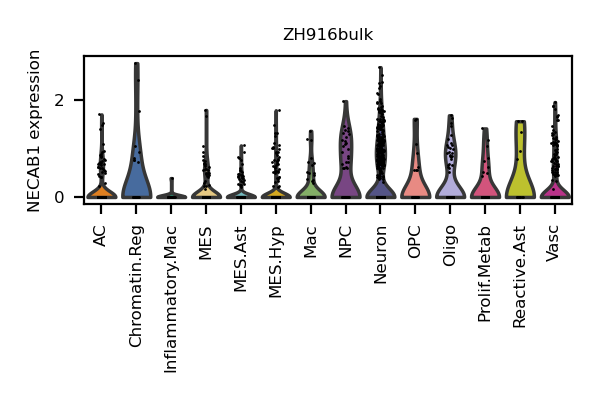 ZH916bulk
NECAB1 expression
2
0
AC
Chromatin.Reg
Inflammatory.Mac
MES
MES.Ast
MES.Hyp
Mac
NPC
Neuron
OPC
Oligo
Prolif.Metab
Reactive.Ast
Vasc